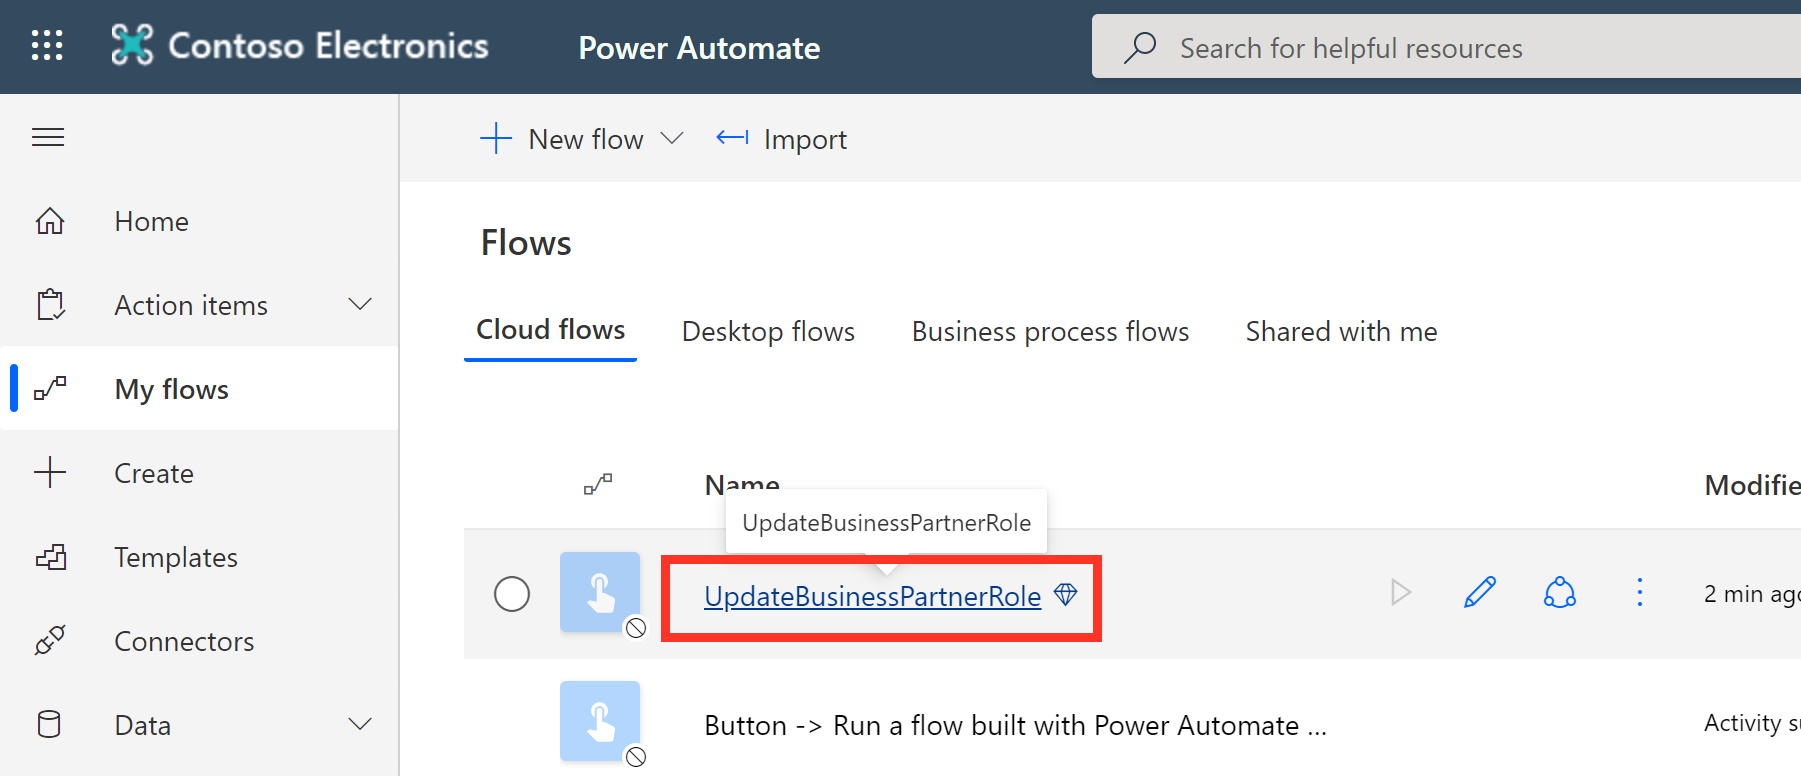 Contoso Electronics
Power Automate
Search for helpful resources
New flow
Import
Home
Action items
My flows
Create
Templates
Connectors
Data
Flows
Cloud flows
Desktop flows
Business process flows
Shared with me
Name
Modifie
UpdateBusinessPartnerRole
UpdateBusinessPartnerRole
2 min ago
Button -> Run a flow built with Power Automate ...
Activity su